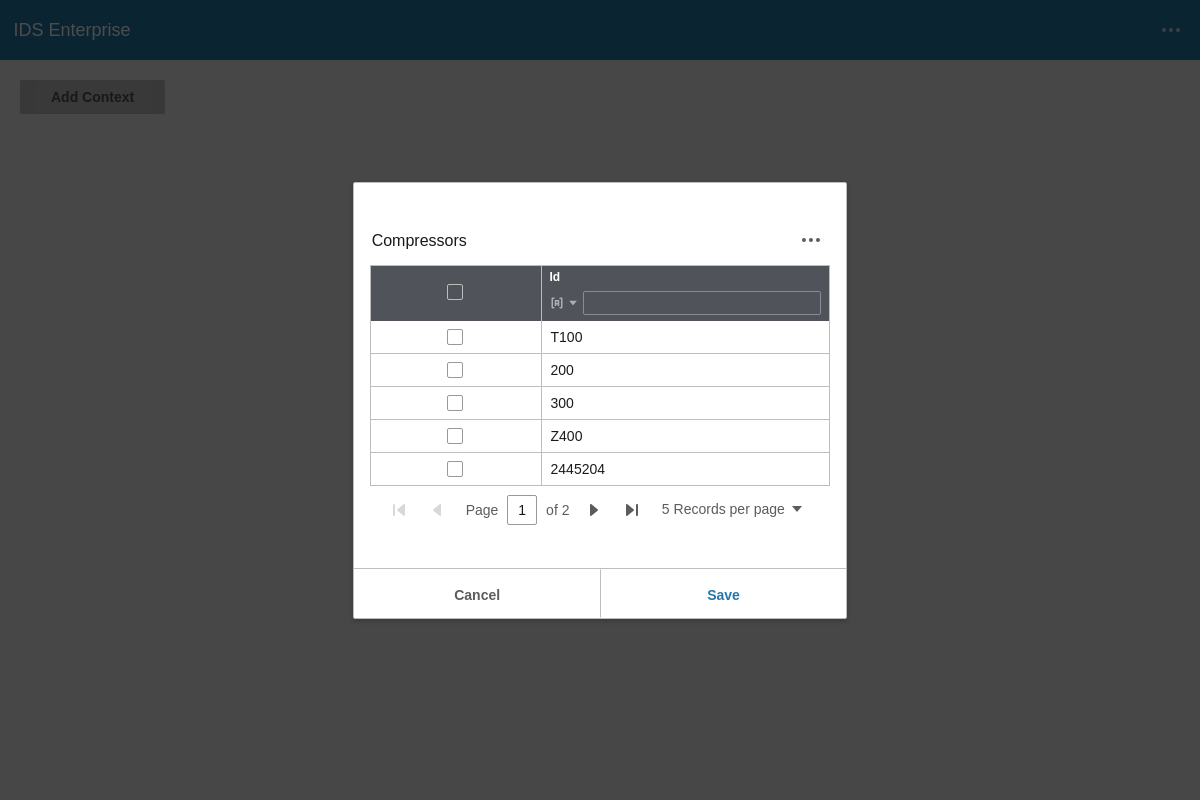 IDS Enterprise
Add Context
Compressors
Id
T100
200
300
Z400
2445204
Page 1 of 2 5 Records per page
Cancel Save